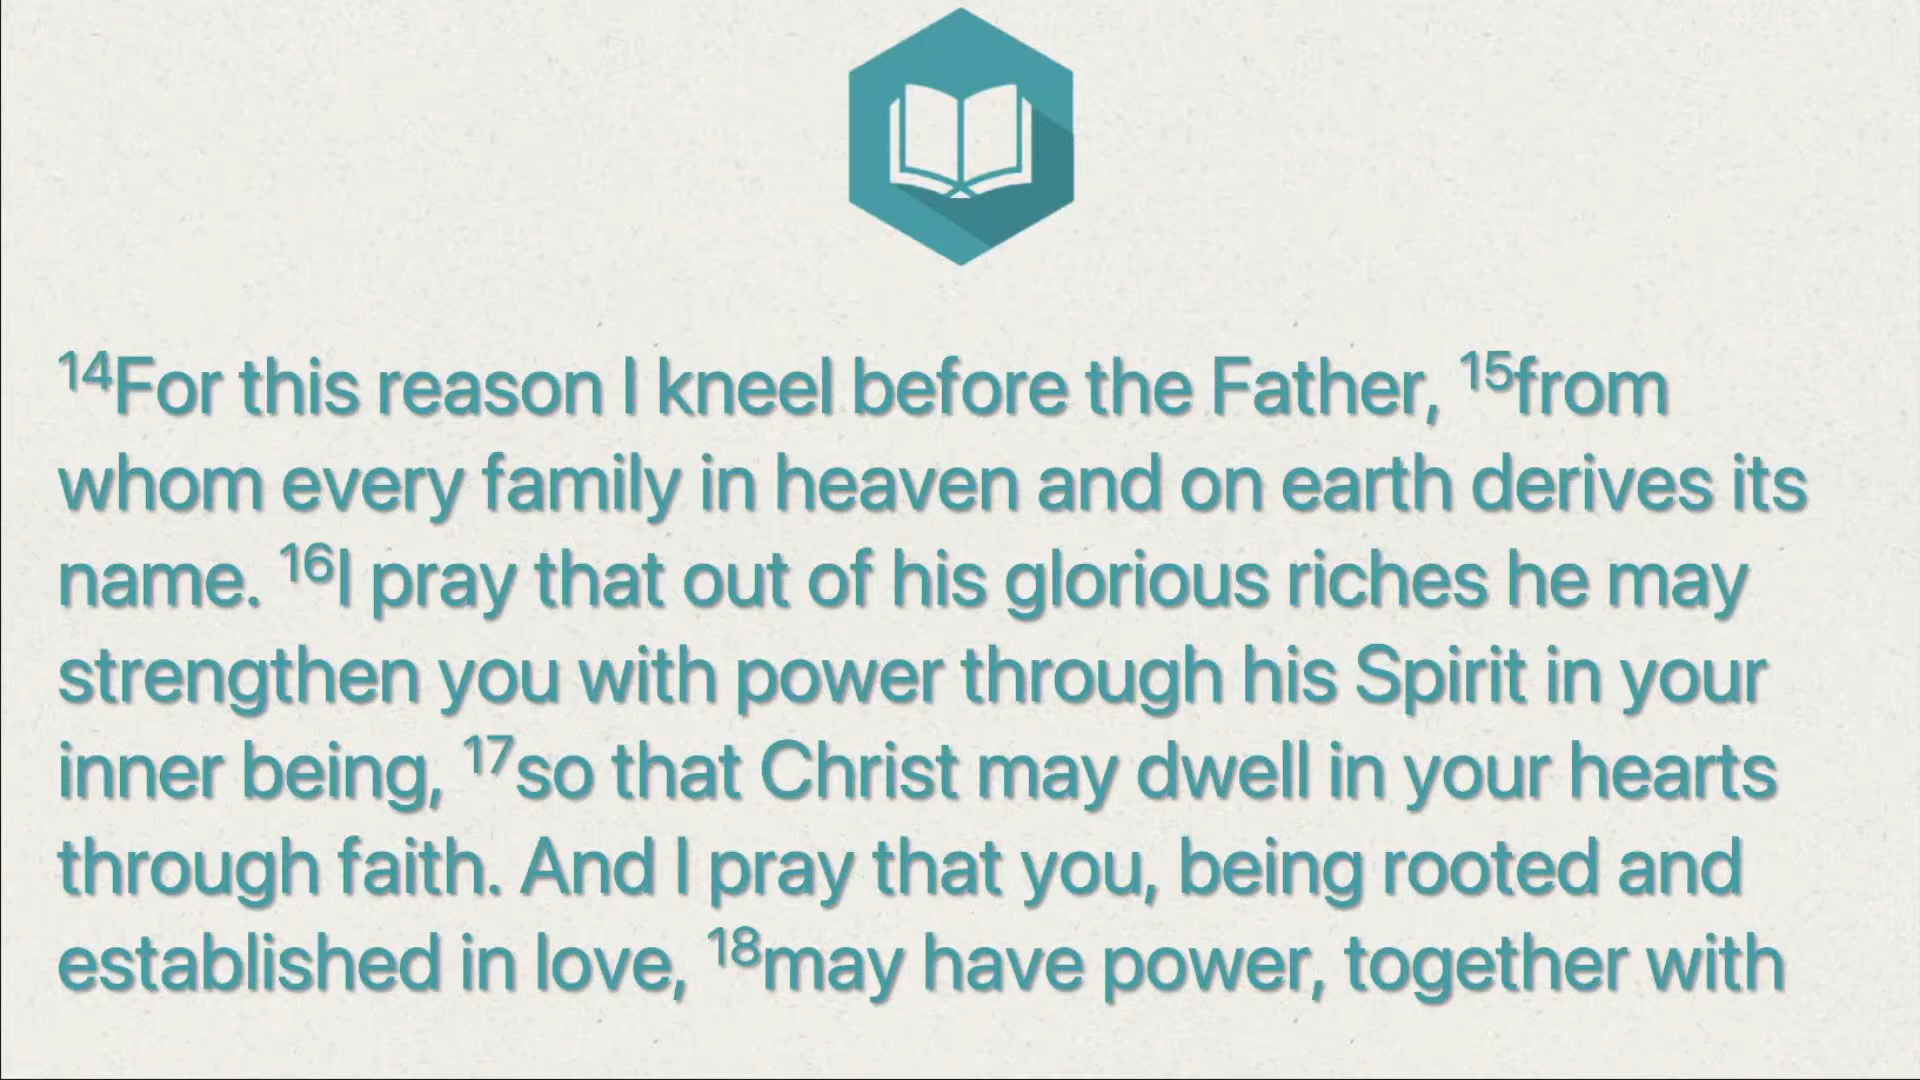 14For this reason I kneel before the Father, 15from
whom every family in heaven and on earth derives its
name. 16I pray that out of his glorious riches he may
strengthen you with power through his Spirit in your
inner being, 17so that Christ may dwell in your hearts
through faith. And I pray that you, being rooted and
established in love, 18may have power, together with